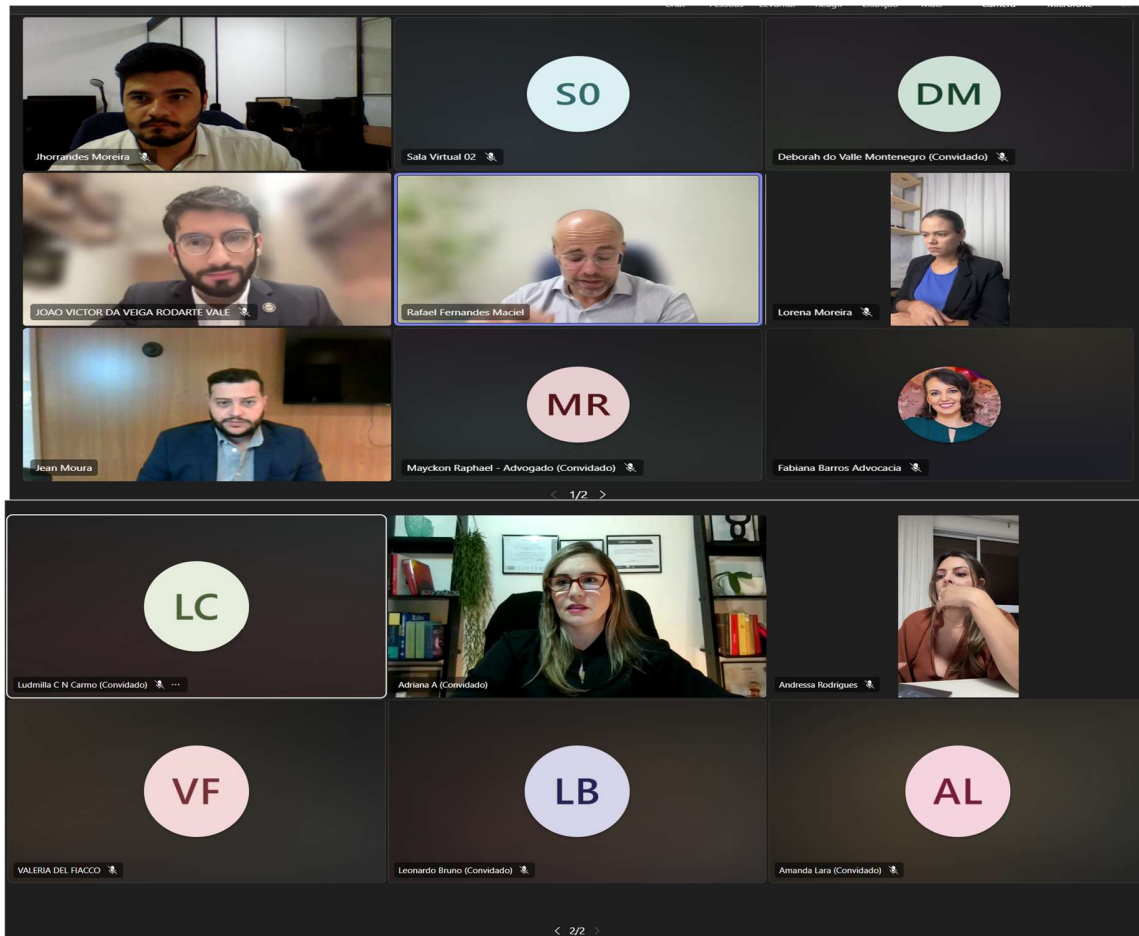 Jhorrandes Moreira
S0
Sala Virtual 02
DM
Deborah do Valle Montenegro (Convidado)
JOAO VICTOR DA VEIGA RODARTE VALE
Rafael Fernandes Maciel
Lorena Moreira
Jean Moura
MR
Mayckon Raphael - Advogado (Convidado)
Fabiana Barros Advocacia
< 1/2 >
LC
Ludmilla C N Carmo (Convidado) ...
Adriana A (Convidado)
Andressa Rodrigues
VF
VALERIA DEL FIACCO
LB
Leonardo Bruno (Convidado)
AL
Amanda Lara (Convidado)
< 2/2 >